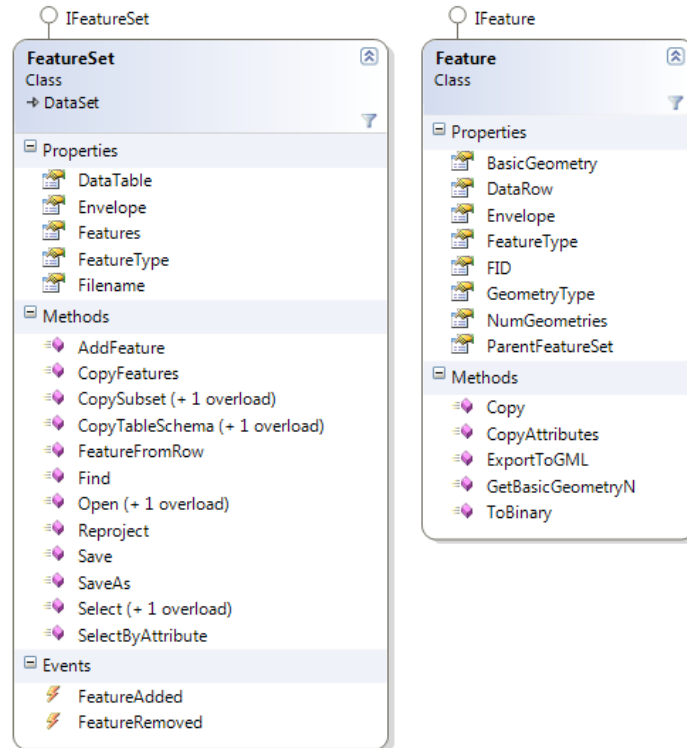 IFeatureSet
FeatureSet
Class
DataSet
Properties
DataTable
Envelope
Features
FeatureType
Filename
Methods
AddFeature
CopyFeatures
CopySubset (+ 1 overload)
CopyTableSchema (+ 1 overload)
FeatureFromRow
Find
Open (+ 1 overload)
Reproject
Save
SaveAs
Select (+ 1 overload)
SelectByAttribute
Events
FeatureAdded
FeatureRemoved
IFeature
Feature
Class
Properties
BasicGeometry
DataRow
Envelope
FeatureType
FID
GeometryType
NumGeometries
ParentFeatureSet
Methods
Copy
CopyAttributes
ExportToGML
GetBasicGeometryN
ToBinary